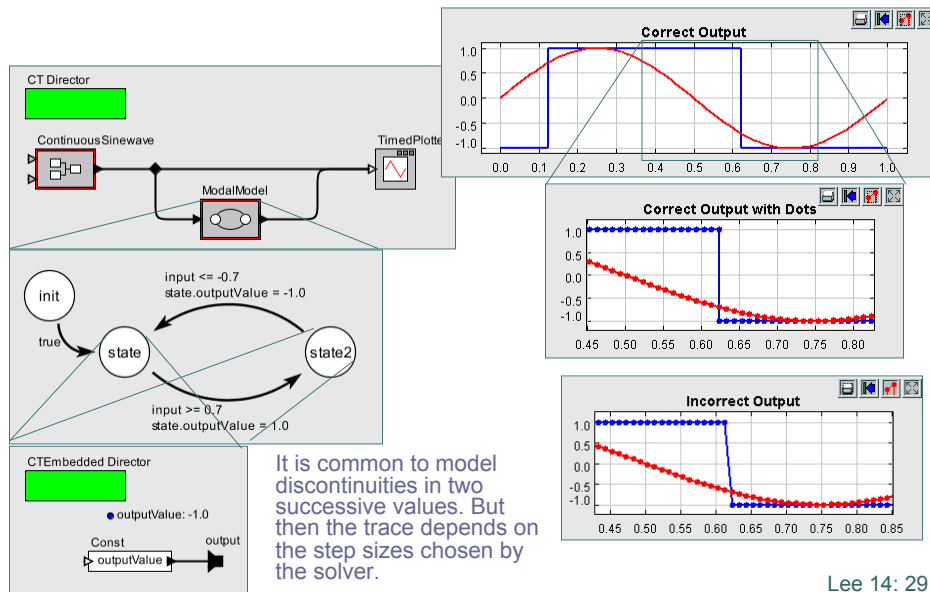 Correct Output
1.0
0.5
0.0
-0.5
-1.0
0.0 0.1 0.2 0.3 0.4 0.5 0.6 0.7 0.8 0.9 1.0
CT Director
ContinuousSinewave
TimedPlotte
ModalModel
Correct Output with Dots
1.0
0.5
0.0
-0.5
-1.0
0.45 0.50 0.55 0.60 0.65 0.70 0.75 0.80
init
true
input <= -0.7
state.outputValue = -1.0
state
state2
input >= 0.7
state.outputValue = 1.0
Incorrect Output
1.0
0.5
0.0
-0.5
-1.0
0.45 0.50 0.55 0.60 0.65 0.70 0.75 0.80 0.85
CTEmbedded Director
outputValue: -1.0
Const
outputValue
output
It is common to model
discontinuities in two
successive values. But
then the trace depends on
the step sizes chosen by
the solver.
Lee 14: 29